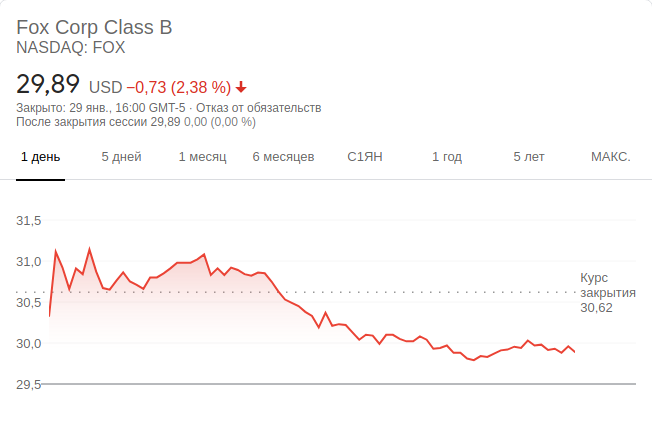 Fox Corp Class B
NASDAQ: FOX
29,89 USD −0,73 (2,38 %)
Закрыто: 29 янв., 16:00 GMT-5 · Отказ от обязательств
После закрытия сессии 29,89 0,00 (0,00 %)
1 день 5 дней 1 месяц 6 месяцев С1ЯН 1 год 5 лет МАКС.
31,5
31,0
Курс
закрытия
30,62
30,5
30,0
29,5